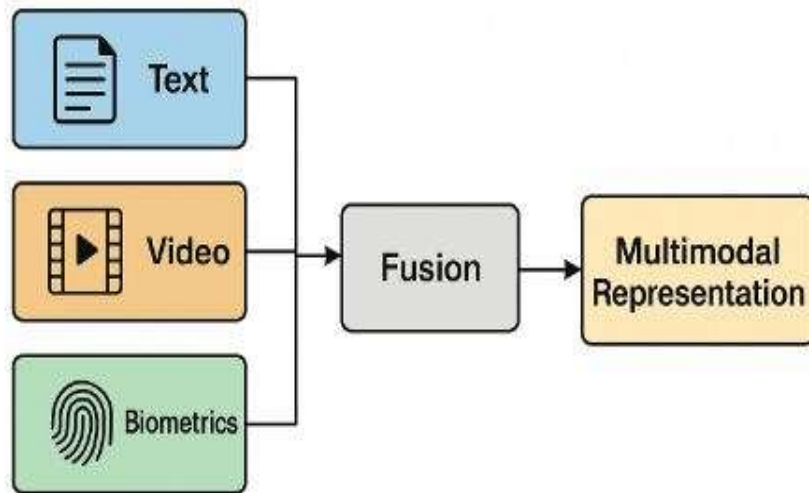 Text
Video
Biometrics
Fusion
Multimodal
Representation